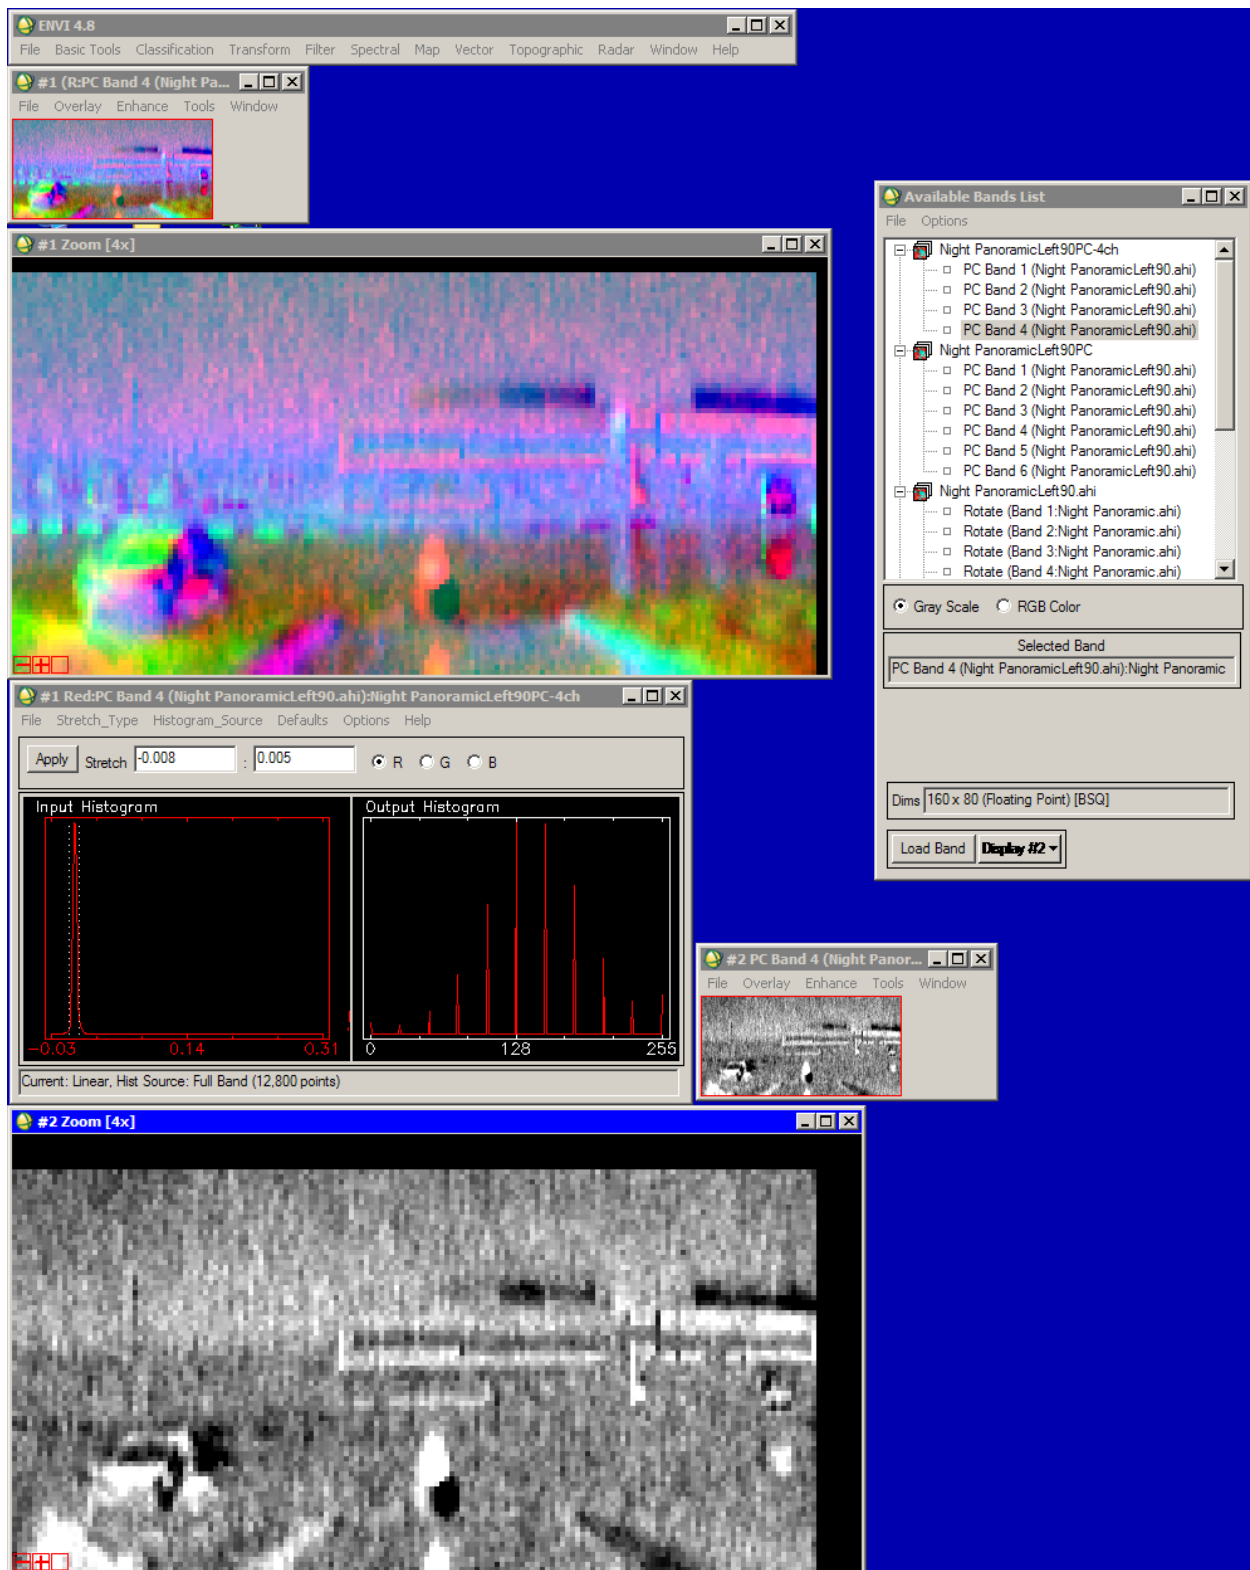 ENVI 4.8
File Basic Tools Classification Transform Filter Spectral Map Vector Topographic Radar Window Help
#1 (R:PC Band 4 (Night Pa...
File Overlay Enhance Tools Window
#1 Zoom [4x]
Available Bands List
File Options
Night PanoramicLeft90PC-4ch
PC Band 1 (Night PanoramicLeft90.ahi)
PC Band 2 (Night PanoramicLeft90.ahi)
PC Band 3 (Night PanoramicLeft90.ahi)
PC Band 4 (Night PanoramicLeft90.ahi)
Night PanoramicLeft90PC
PC Band 1 (Night PanoramicLeft90.ahi)
PC Band 2 (Night PanoramicLeft90.ahi)
PC Band 3 (Night PanoramicLeft90.ahi)
PC Band 4 (Night PanoramicLeft90.ahi)
PC Band 5 (Night PanoramicLeft90.ahi)
PC Band 6 (Night PanoramicLeft90.ahi)
Night PanoramicLeft90.ahi
Rotate (Band 1:Night Panoramic.ahi)
Rotate (Band 2:Night Panoramic.ahi)
Rotate (Band 3:Night Panoramic.ahi)
Rotate (Band 4:Night Panoramic.ahi)
Gray Scale RGB Color
Selected Band
PC Band 4 (Night PanoramicLeft90.ahi):Night Panoramic
Dims 160 x 80 (Floating Point) [BSQ]
Load Band Display #2
#1 Red:PC Band 4 (Night PanoramicLeft90.ahi):Night PanoramicLeft90PC-4ch
File Stretch_Type Histogram_Source Defaults Options Help
Apply Stretch -0.008 : 0.005 R G B
Input Histogram Output Histogram
-0.03 0.14 0.31 0 128 255
Current: Linear, Hist Source: Full Band (12,800 points)
#2 PC Band 4 (Night Panor...
File Overlay Enhance Tools Window
#2 Zoom [4x]